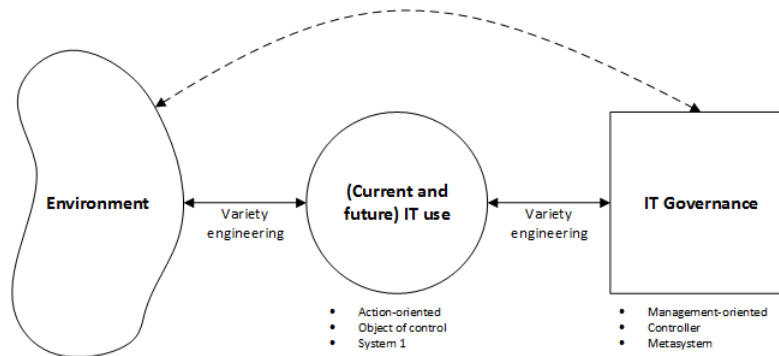 Environment
Variety
engineering
(Current and
future) IT use
Variety
engineering
IT Governance
• Action-oriented
• Object of control
• System 1
• Management-oriented
• Controller
• Metasystem